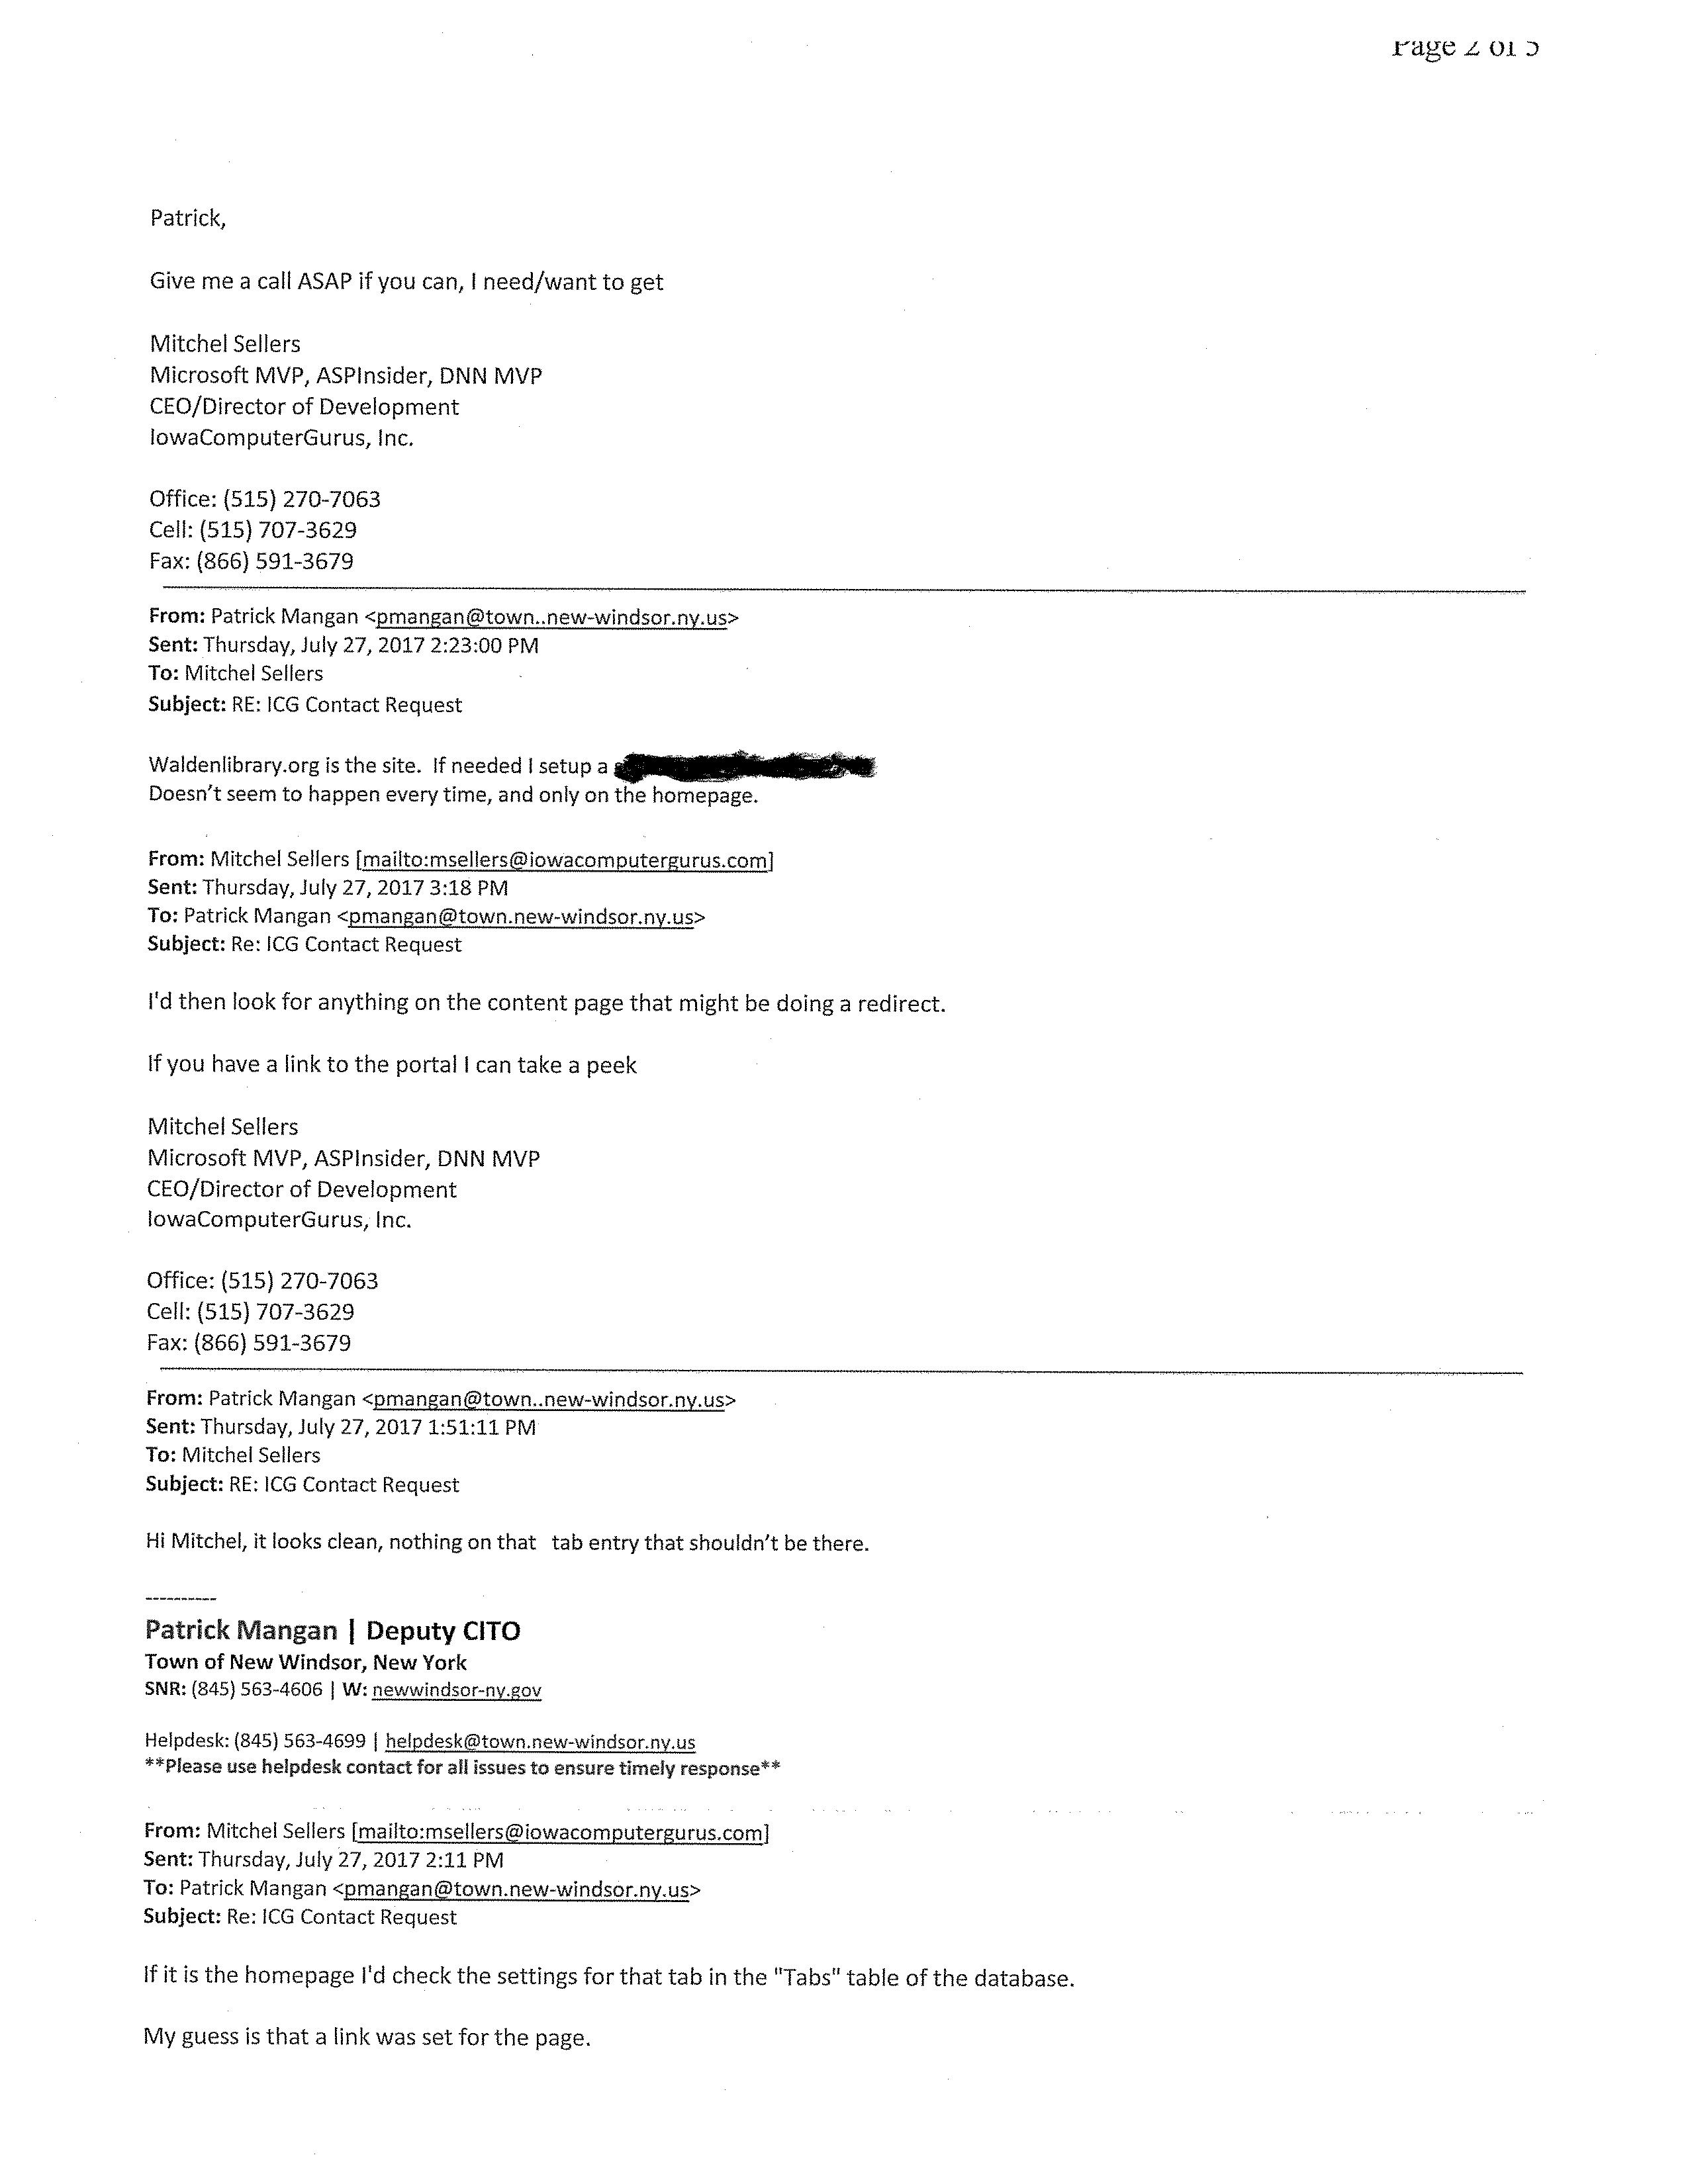 Page 2 of 5
Patrick,
Give me a call ASAP if you can, I need/want to get
Mitchel Sellers
Microsoft MVP, ASPInsider, DNN MVP
CEO/Director of Development
IowaComputerGurus, Inc.
Office: (515) 270-7063
Cell: (515) 707-3629
Fax: (866) 591-3679
From: Patrick Mangan <pmangan@town..new-windsor.ny.us>
Sent: Thursday, July 27, 2017 2:23:00 PM
To: Mitchel Sellers
Subject: RE: ICG Contact Request
Waldenlibrary.org is the site.  If needed I setup a
Doesn't seem to happen every time, and only on the homepage.
From: Mitchel Sellers [mailto:msellers@iowacomputergurus.com]
Sent: Thursday, July 27, 2017 3:18 PM
To: Patrick Mangan <pmangan@town.new-windsor.ny.us>
Subject: Re: ICG Contact Request
I'd then look for anything on the content page that might be doing a redirect.
If you have a link to the portal I can take a peek
Mitchel Sellers
Microsoft MVP, ASPInsider, DNN MVP
CEO/Director of Development
IowaComputerGurus, Inc.
Office: (515) 270-7063
Cell: (515) 707-3629
Fax: (866) 591-3679
From: Patrick Mangan <pmangan@town..new-windsor.ny.us>
Sent: Thursday, July 27, 2017 1:51:11 PM
To: Mitchel Sellers
Subject: RE: ICG Contact Request
Hi Mitchel, it looks clean, nothing on that  tab entry that shouldn't be there.
----------
Patrick Mangan | Deputy CITO
Town of New Windsor, New York
SNR: (845) 563-4606 | W: newwindsor-ny.gov
Helpdesk: (845) 563-4699 | helpdesk@town.new-windsor.ny.us
**Please use helpdesk contact for all issues to ensure timely response**
From: Mitchel Sellers [mailto:msellers@iowacomputergurus.com]
Sent: Thursday, July 27, 2017 2:11 PM
To: Patrick Mangan <pmangan@town.new-windsor.ny.us>
Subject: Re: ICG Contact Request
If it is the homepage I'd check the settings for that tab in the "Tabs" table of the database.
My guess is that a link was set for the page.